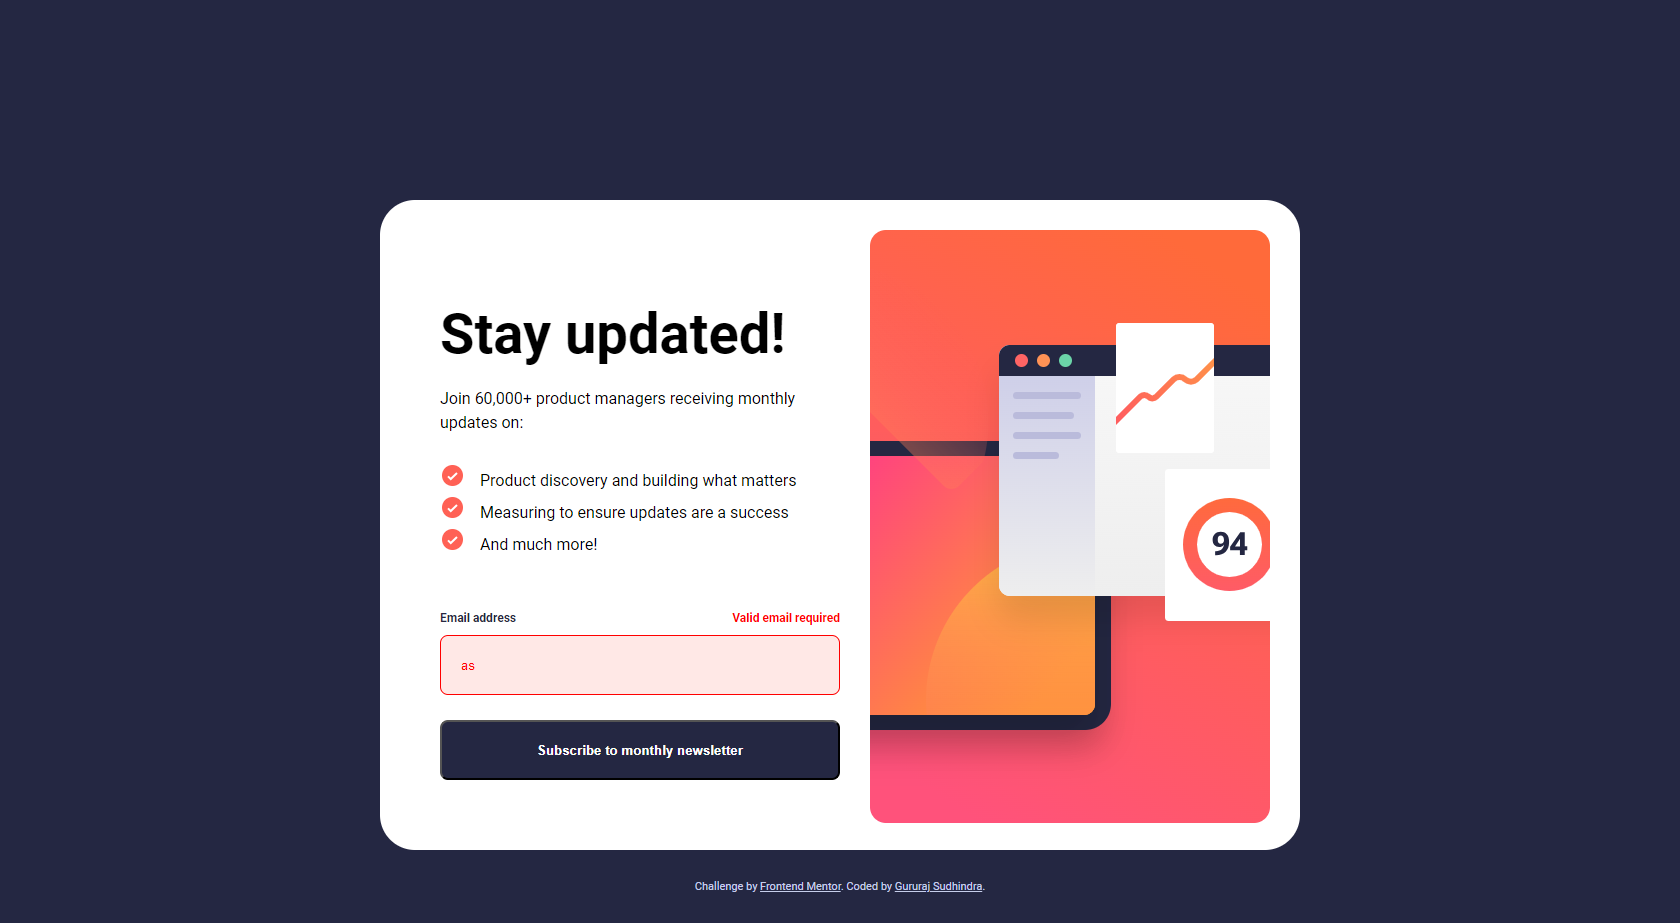 Stay updated!
Join 60,000+ product managers receiving monthly
updates on:
Product discovery and building what matters
Measuring to ensure updates are a success
And much more!
Email address
Valid email required
as
Subscribe to monthly newsletter
94
Challenge by Frontend Mentor. Coded by Gururaj Sudhindra.